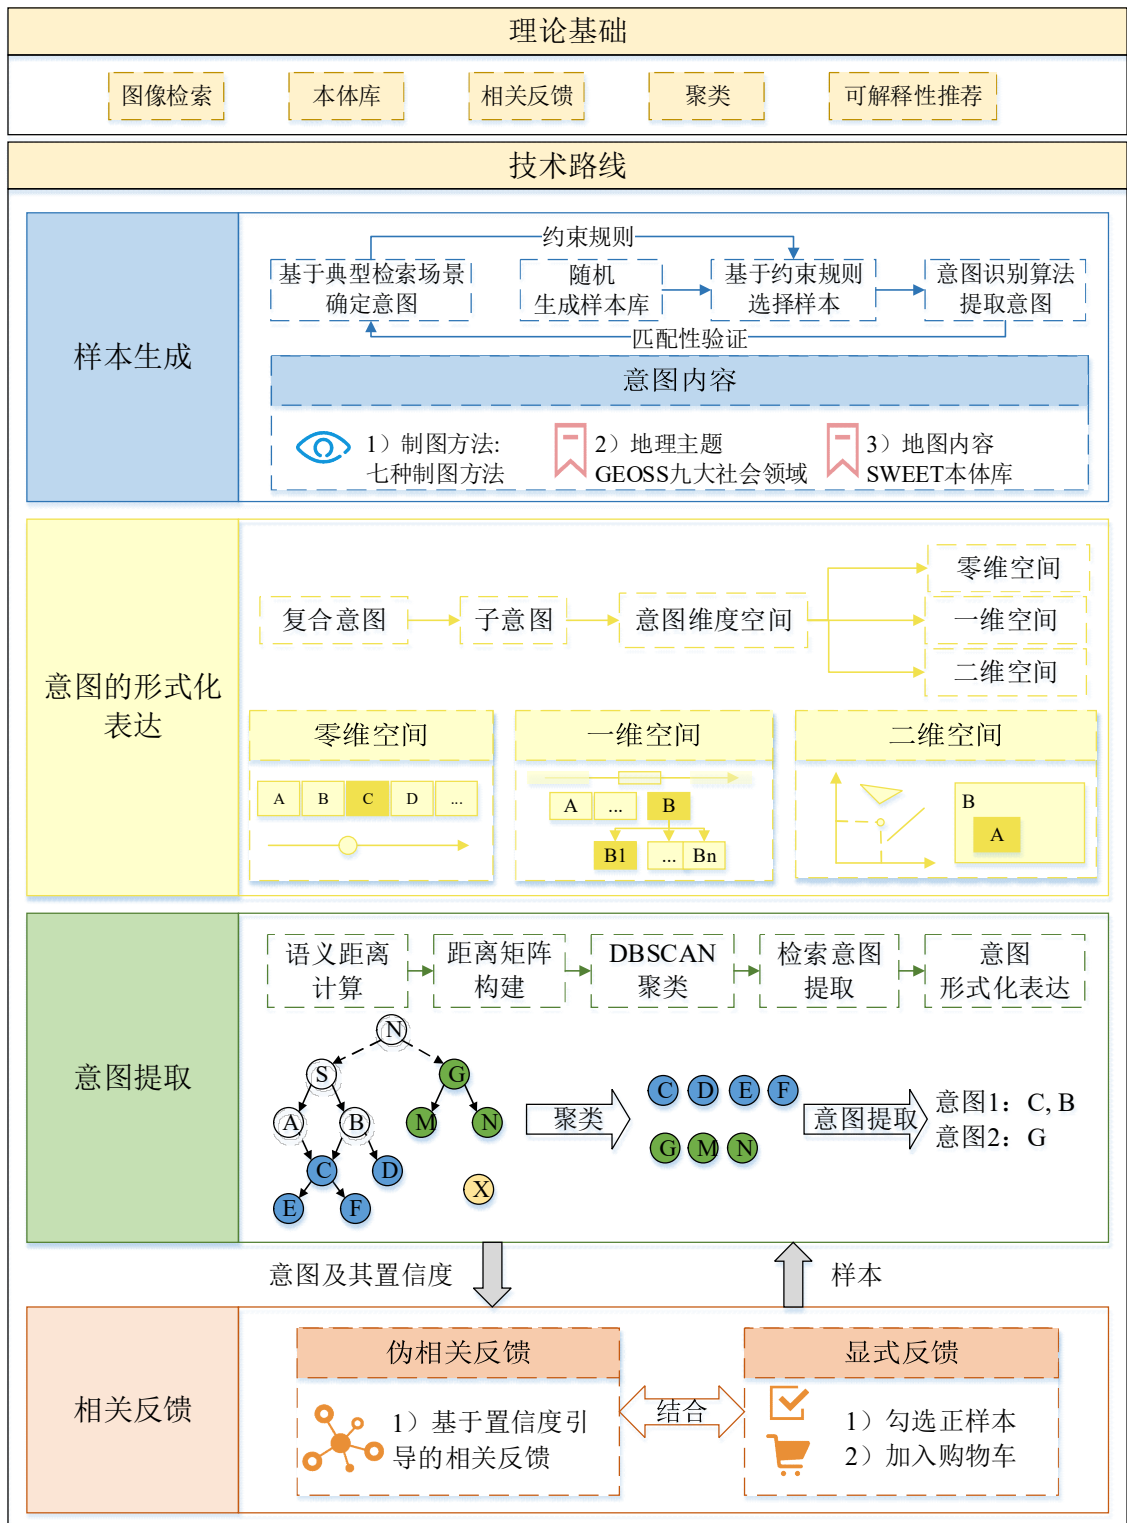 理论基础
图像检索
本体库
相关反馈
聚类
可解释性推荐
技术路线
样本生成
约束规则
基于典型检索场景
确定意图
随机
生成样本库
基于约束规则
选择样本
意图识别算法
提取意图
匹配性验证
意图内容
1）制图方法:
七种制图方法
2）地理主题
GEOSS九大社会领域
3）地图内容
SWEET本体库
意图的形式化
表达
复合意图
子意图
意图维度空间
零维空间
一维空间
二维空间
零维空间
A B C D ...
一维空间
A ... B
B1 ... Bn
二维空间
B
A
意图提取
语义距离
计算
距离矩阵
构建
DBSCAN
聚类
检索意图
提取
意图
形式化表达
N
S G
A B M N
C D
E F X
聚类
C D E F
G M N
意图提取
意图1：C, B
意图2：G
意图及其置信度
样本
相关反馈
伪相关反馈
1）基于置信度引
导的相关反馈
结合
显式反馈
1）勾选正样本
2）加入购物车